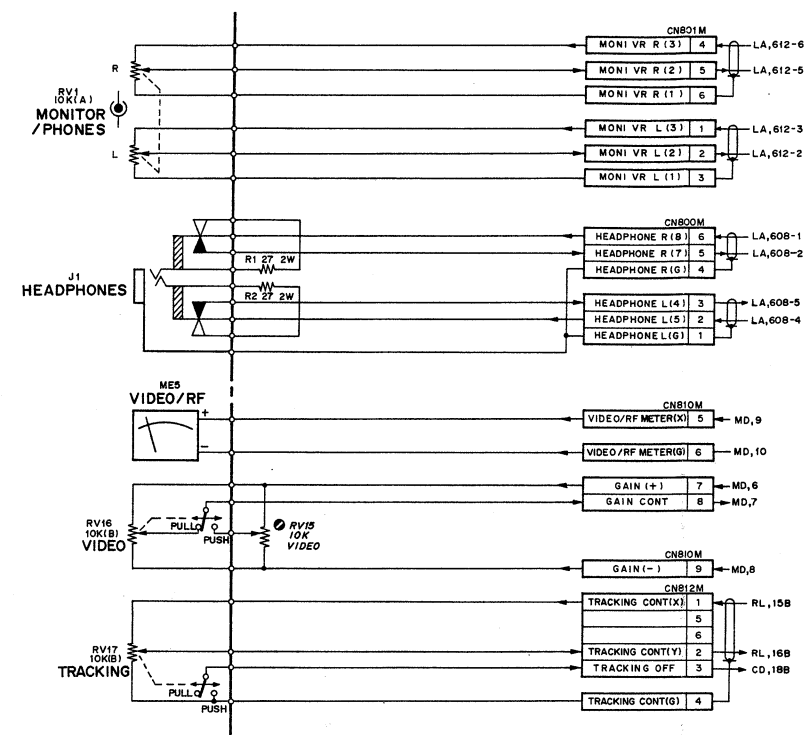 CN801M
MONI VR R(3) 4 LA,612-6
R MONI VR R(2) 5 LA,612-5
RV1
10K(A)
MONITOR
/PHONES
MONI VR R(1) 6
MONI VR L(3) 1 LA,612-3
L MONI VR L(2) 2 LA,612-2
MONI VR L(1) 3
CN800M
HEADPHONE R(8) 6 LA,608-1
HEADPHONE R(7) 5 LA,608-2
R1 27 2W
HEADPHONE R(G) 4
J1
HEADPHONES
R2 27 2W
HEADPHONE L(4) 3 LA,608-5
HEADPHONE L(5) 2 LA,608-4
HEADPHONE L(G) 1
ME5
VIDEO/RF
CN810M
+ VIDEO/RF METER(X) 5 MD,9
– VIDEO/RF METER(G) 6 MD,10
GAIN (+) 7 MD,6
GAIN CONT 8 MD,7
RV16
10K(B)
VIDEO
PULL
PUSH
RV15
10K
VIDEO
CN810M
GAIN(-) 9 MD,8
CN812M
TRACKING CONT(X) 1 RL,15B
5
6
RV17
10K(B)
TRACKING
TRACKING CONT(Y) 2 RL,16B
TRACKING OFF 3 CD,18B
PULL
PUSH
TRACKING CONT(G) 4